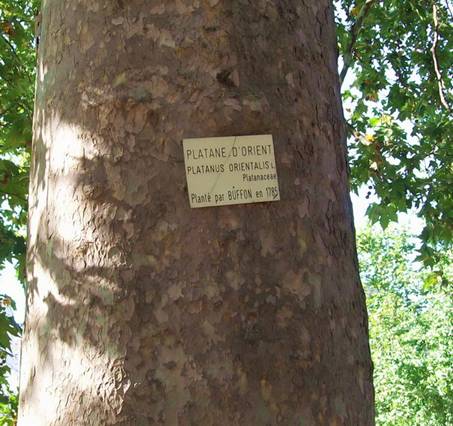 PLATANE D'ORIENT
PLATANUS ORIENTALIS L
Platanaceae
Planté par BUFFON en 1785